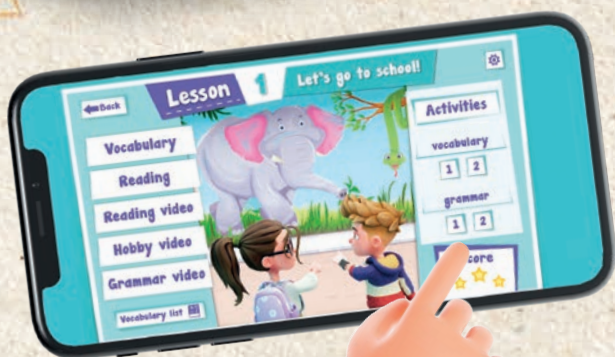 Back
Lesson 1 Let's go to school!
Vocabulary
Reading
Reading video
Hobby video
Grammar video
Vocabulary list
Activities
vocabulary
1 2
grammar
1 2
core